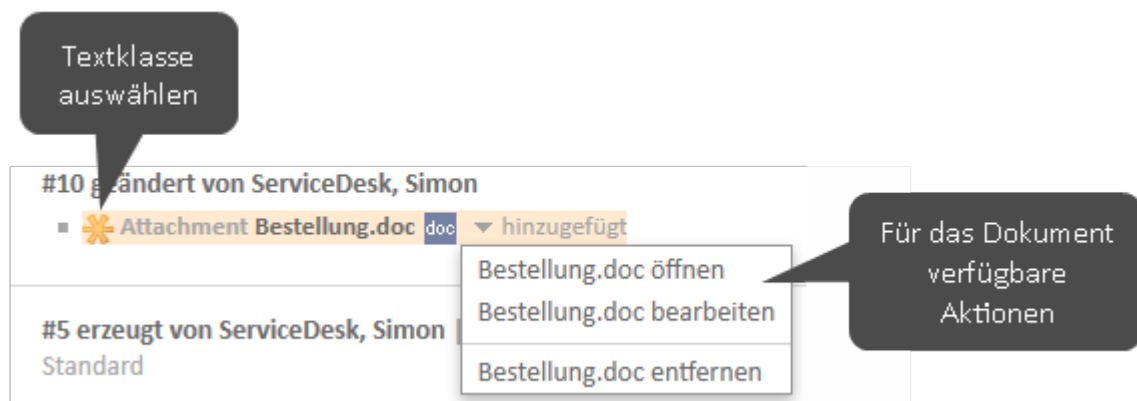 Textklasse
auswählen
#10 geändert von ServiceDesk, Simon
Attachment Bestellung.doc doc hinzugefügt
Bestellung.doc öffnen
Bestellung.doc bearbeiten
Bestellung.doc entfernen
Für das Dokument
verfügbare
Aktionen
#5 erzeugt von ServiceDesk, Simon
Standard